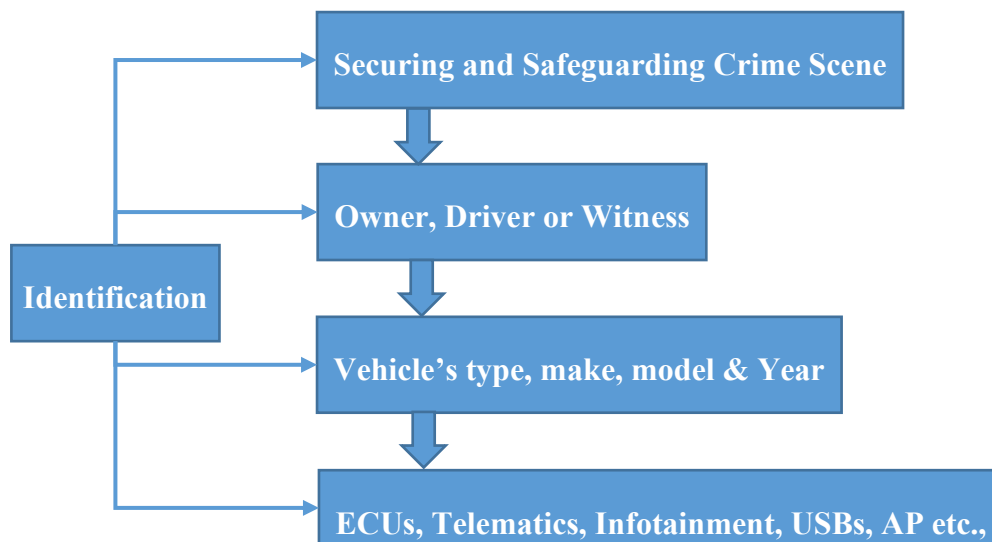 Securing and Safeguarding Crime Scene
Owner, Driver or Witness
Identification
Vehicle’s type, make, model & Year
ECUs, Telematics, Infotainment, USBs, AP etc.,